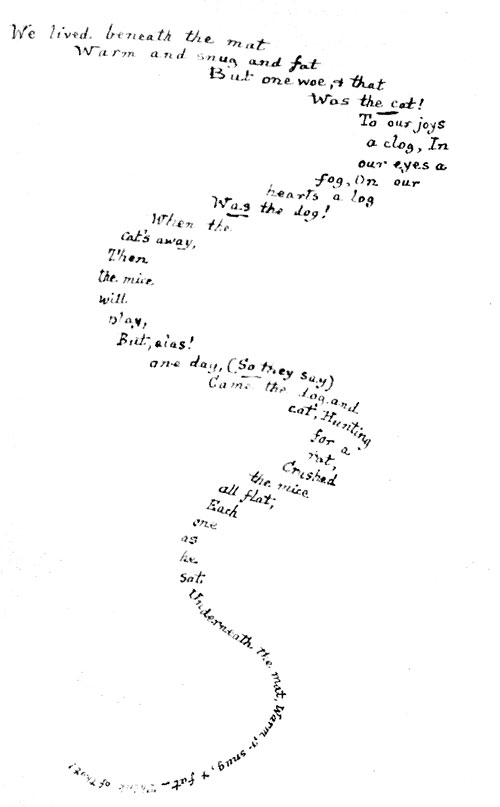 We lived beneath the mat
Warm and snug and fat
But one woe, & that
Was the cat!
To our joys
a clog, In
our eyes a
fog, On our
hearts a log
Was the dog!
When the
cat's away,
Then
the mice
will
play,
But, alas!
one day, (So they say)
Came the dog and
cat, Hunting
for a
rat,
Crushed
the mice
all flat,
Each
one
as
he
sat
Underneath the mat, Warm, & snug, & fat – Think of that!